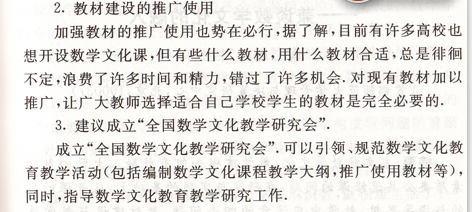 2. 教材建设的推广使用
加强教材的推广使用也势在必行,据了解,目前有许多高校也
想开设数学文化课,但有些什么教材,用什么教材合适,总是徘徊
不定,浪费了许多时间和精力,错过了许多机会.对现有教材加以
推广,让广大教师选择适合自己学校学生的教材是完全必要的.
3. 建议成立“全国数学文化教学研究会”.
成立“全国数学文化教学研究会”.可以引领、规范数学文化教
育教学活动(包括编制数学文化课程教学大纲,推广使用教材等),
同时,指导数学文化教育教学研究工作.